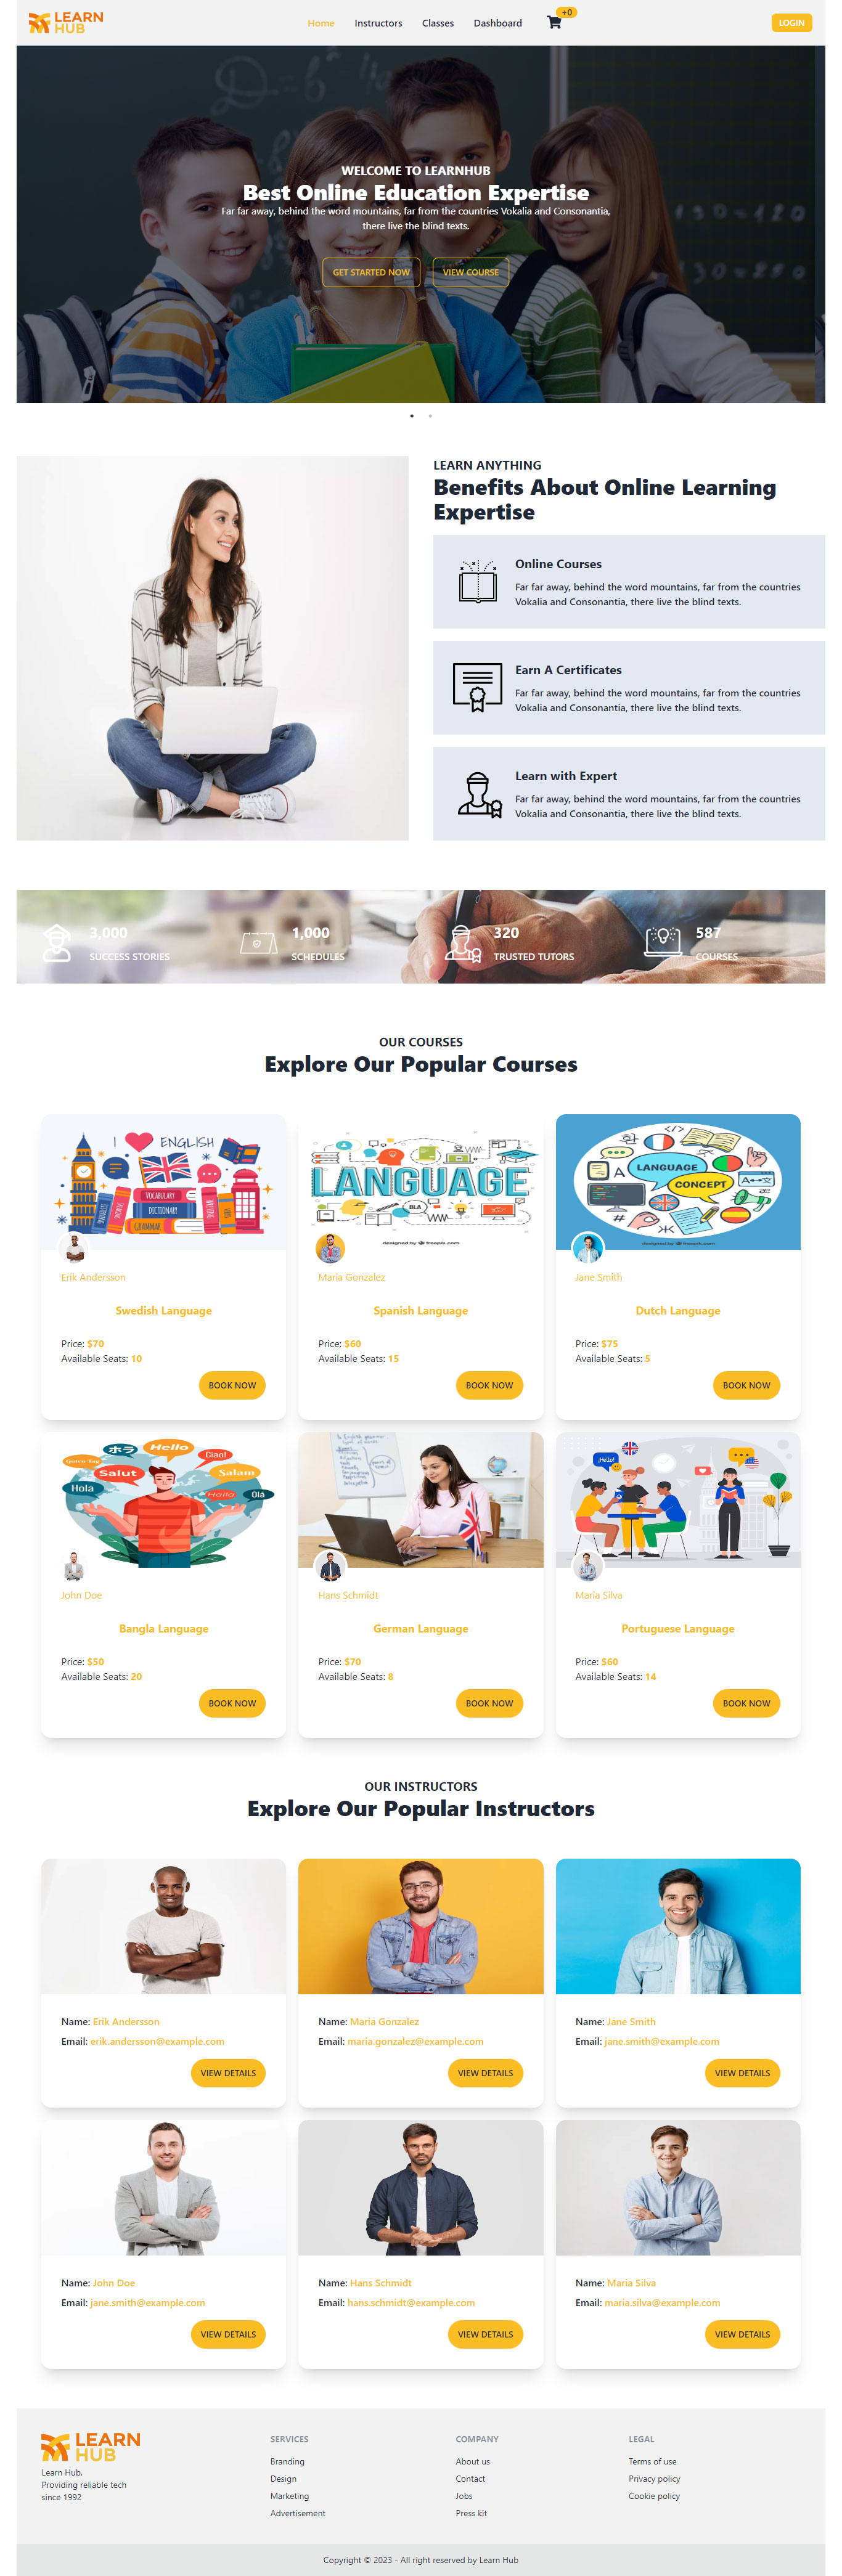 LEARN
HUB
Home
Instructors
Classes
Dashboard
+0
LOGIN
WELCOME TO LEARNHUB
Best Online Education Expertise
Far far away, behind the word mountains, far from the countries Vokalia and Consonantia,
there live the blind texts.
GET STARTED NOW
VIEW COURSE
LEARN ANYTHING
Benefits About Online Learning
Expertise
Online Courses
Far far away, behind the word mountains, far from the countries
Vokalia and Consonantia, there live the blind texts.
Earn A Certificates
Far far away, behind the word mountains, far from the countries
Vokalia and Consonantia, there live the blind texts.
Learn with Expert
Far far away, behind the word mountains, far from the countries
Vokalia and Consonantia, there live the blind texts.
3,000
SUCCESS STORIES
1,000
SCHEDULES
320
TRUSTED TUTORS
587
COURSES
OUR COURSES
Explore Our Popular Courses
I ENGLISH
VOCABULARY
DICTIONARY
GRAMMAR
Erik Andersson
Swedish Language
Price: $70
Available Seats: 10
BOOK NOW
LANGUAGE
BLA
designed by freepik.com
Maria Gonzalez
Spanish Language
Price: $60
Available Seats: 15
BOOK NOW
LANGUAGE
CONCEPT
designed by freepik.com
Jane Smith
Dutch Language
Price: $75
Available Seats: 5
BOOK NOW
ホラ
Hello
Ciao!
Salut
Salam
Hola
Hallo
Olá
John Doe
Bangla Language
Price: $50
Available Seats: 20
BOOK NOW
Hans Schmidt
German Language
Price: $70
Available Seats: 8
BOOK NOW
¡Hello!
Maria Silva
Portuguese Language
Price: $60
Available Seats: 14
BOOK NOW
OUR INSTRUCTORS
Explore Our Popular Instructors
Name: Erik Andersson
Email: erik.andersson@example.com
VIEW DETAILS
Name: Maria Gonzalez
Email: maria.gonzalez@example.com
VIEW DETAILS
Name: Jane Smith
Email: jane.smith@example.com
VIEW DETAILS
Name: John Doe
Email: jane.smith@example.com
VIEW DETAILS
Name: Hans Schmidt
Email: hans.schmidt@example.com
VIEW DETAILS
Name: Maria Silva
Email: maria.silva@example.com
VIEW DETAILS
LEARN
HUB
Learn Hub.
Providing reliable tech
since 1992
SERVICES
Branding
Design
Marketing
Advertisement
COMPANY
About us
Contact
Jobs
Press kit
LEGAL
Terms of use
Privacy policy
Cookie policy
Copyright © 2023 - All right reserved by Learn Hub